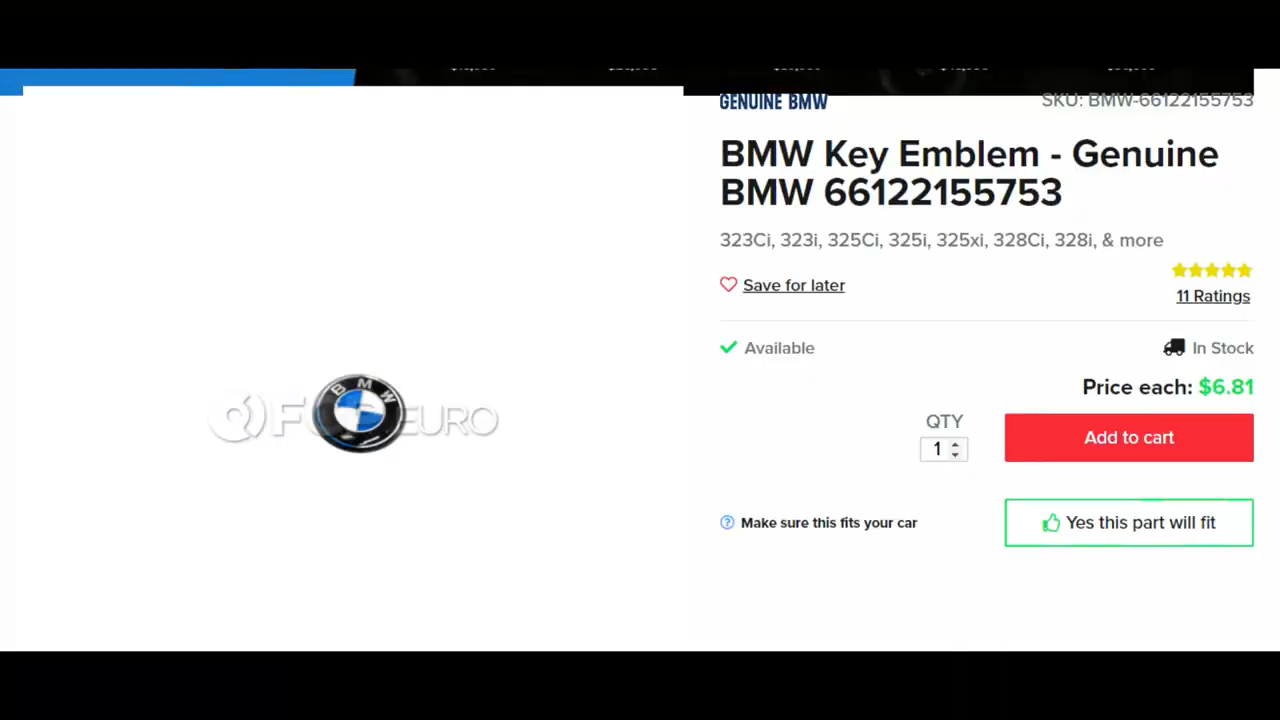 GENUINE BMW
SKU: BMW-66122155753
BMW Key Emblem - Genuine
BMW 66122155753
323Ci, 323i, 325Ci, 325i, 325xi, 328Ci, 328i, & more
Save for later
11 Ratings
Available
In Stock
Price each: $6.81
QTY
1
Add to cart
BMW
EURO
Make sure this fits your car
Yes this part will fit